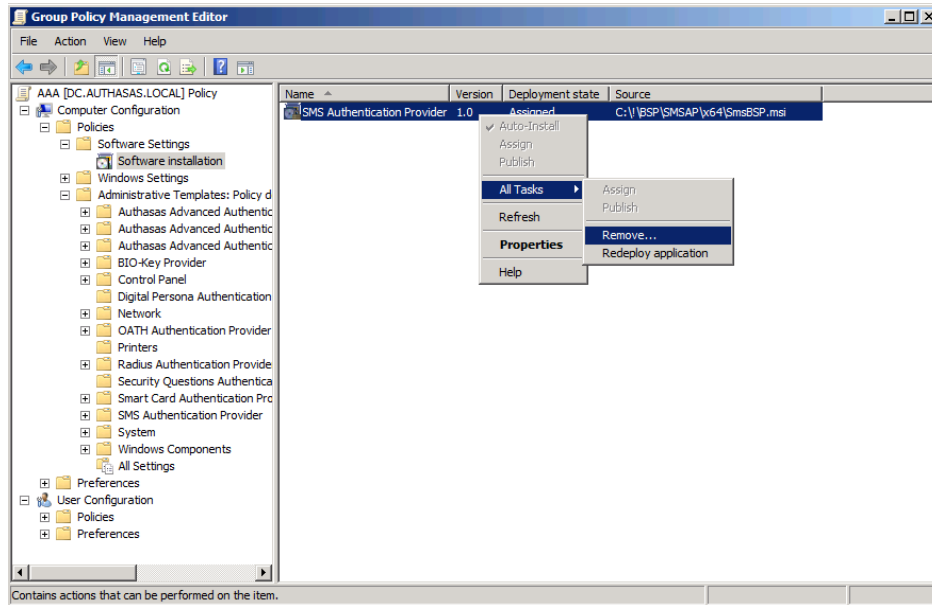 Group Policy Management Editor
File Action View Help
AAA [DC.AUTHASAS.LOCAL] Policy
Computer Configuration
Policies
Software Settings
Software installation
Windows Settings
Administrative Templates: Policy d
Authasas Advanced Authentic
Authasas Advanced Authentic
Authasas Advanced Authentic
BIO-Key Provider
Control Panel
Digital Persona Authentication
Network
OATH Authentication Provider
Printers
Radius Authentication Provide
Security Questions Authentica
Smart Card Authentication Pro
SMS Authentication Provider
System
Windows Components
All Settings
Preferences
User Configuration
Policies
Preferences
Name Version Deployment state Source
SMS Authentication Provider 1.0 Assigned C:\!\BSP\SMSAP\x64\SmsBSP.msi
Auto-Install
Assign
Publish
All Tasks
Refresh
Properties
Help
Assign
Publish
Remove...
Redeploy application
Contains actions that can be performed on the item.